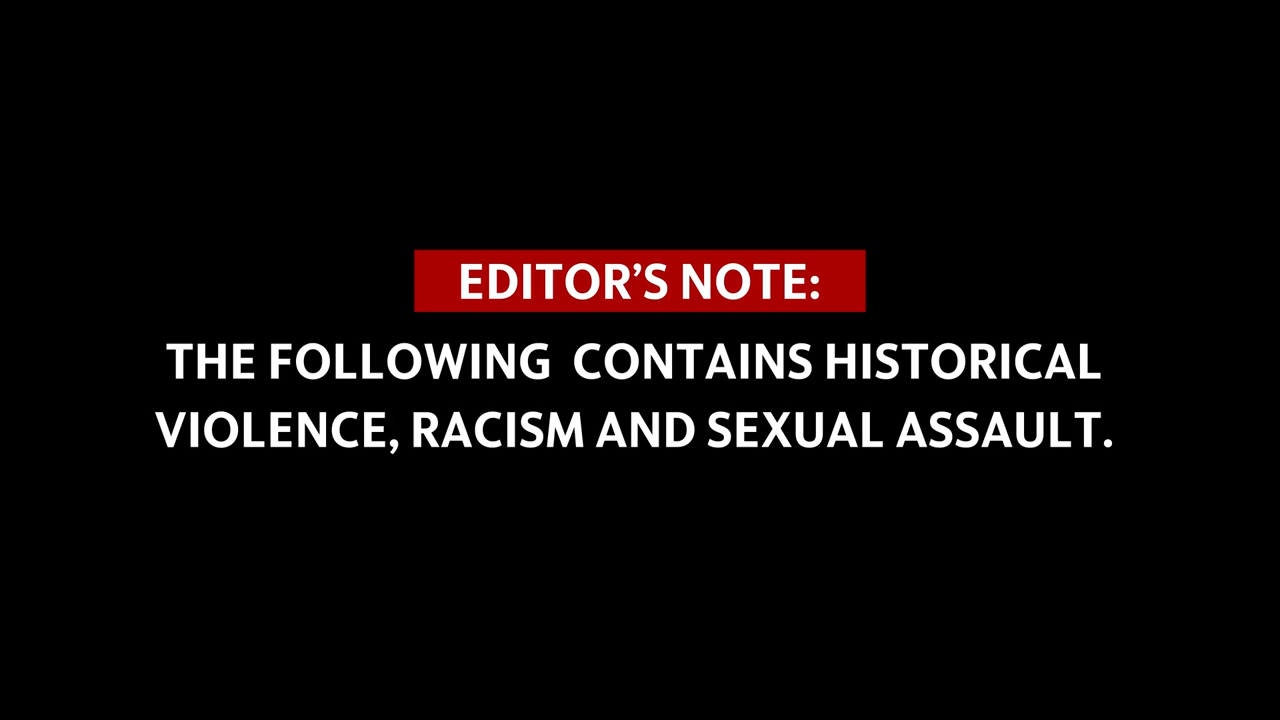 EDITOR’S NOTE:
THE FOLLOWING  CONTAINS HISTORICAL
VIOLENCE, RACISM AND SEXUAL ASSAULT.